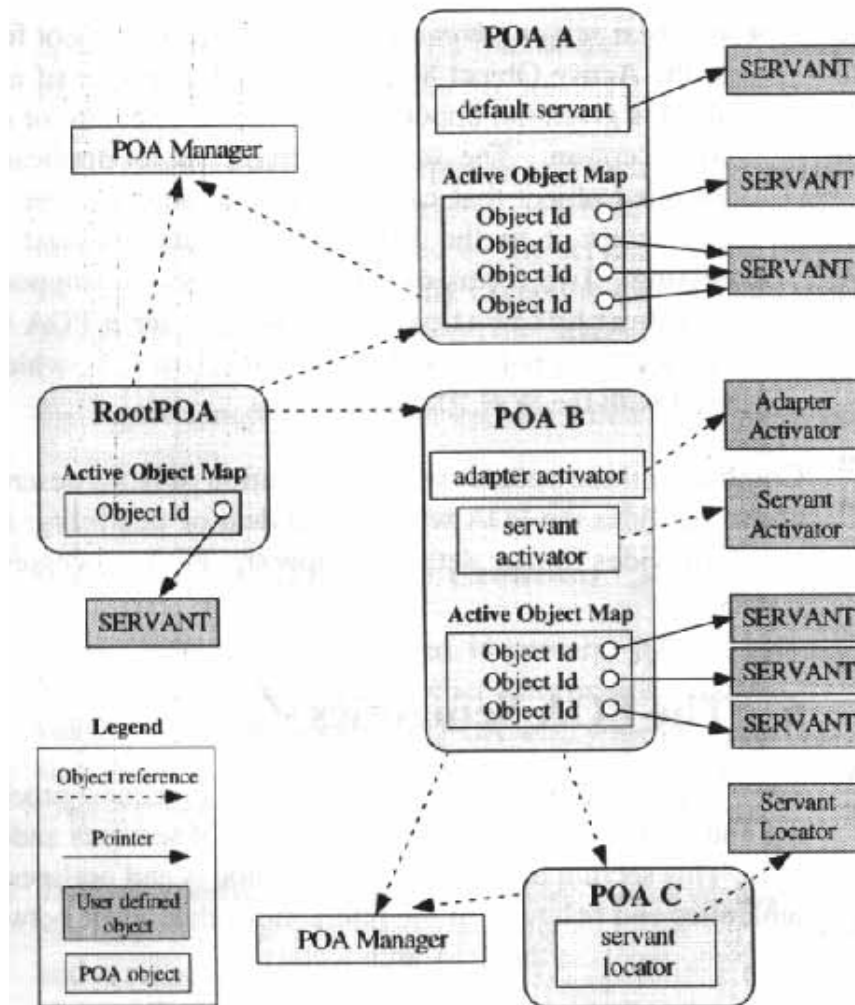 POA A
SERVANT
default servant
POA Manager
Active Object Map
SERVANT
Object Id
Object Id
Object Id
Object Id
SERVANT
RootPOA
Active Object Map
Object Id
SERVANT
POA B
adapter activator
servant
activator
Adapter
Activator
Servant
Activator
Active Object Map
Object Id
Object Id
Object Id
SERVANT
SERVANT
SERVANT
Legend
Object reference
Pointer
User defined
object
POA object
Servant
Locator
POA C
servant
locator
POA Manager